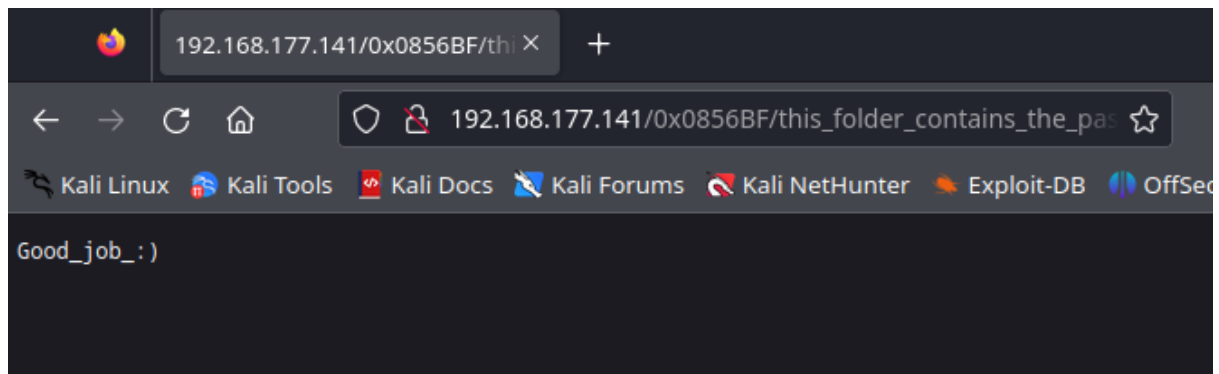 192.168.177.141/0x0856BF/thi
192.168.177.141/0x0856BF/this_folder_contains_the_pas
Kali Linux Kali Tools Kali Docs Kali Forums Kali NetHunter Exploit-DB OffSec
Good_job_:)